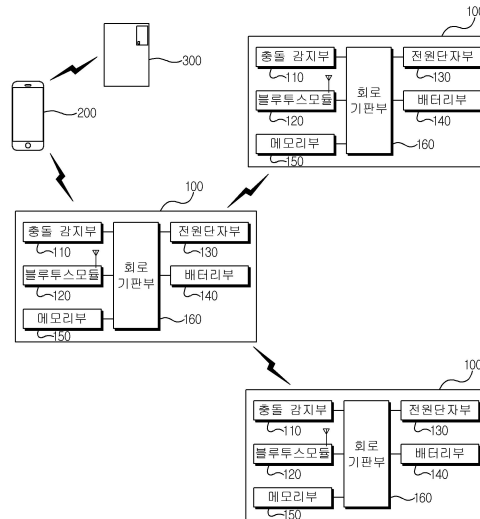 100
300
200
충돌 감지부
전원단자부
110
130
블루투스모듈
배터리부
회로
기판부
120
140
메모리부
150
160
100
충돌 감지부
전원단자부
110
130
블루투스모듈
배터리부
회로
기판부
120
140
메모리부
150
160
100
충돌 감지부
전원단자부
110
130
블루투스모듈
배터리부
회로
기판부
120
140
메모리부
150
160